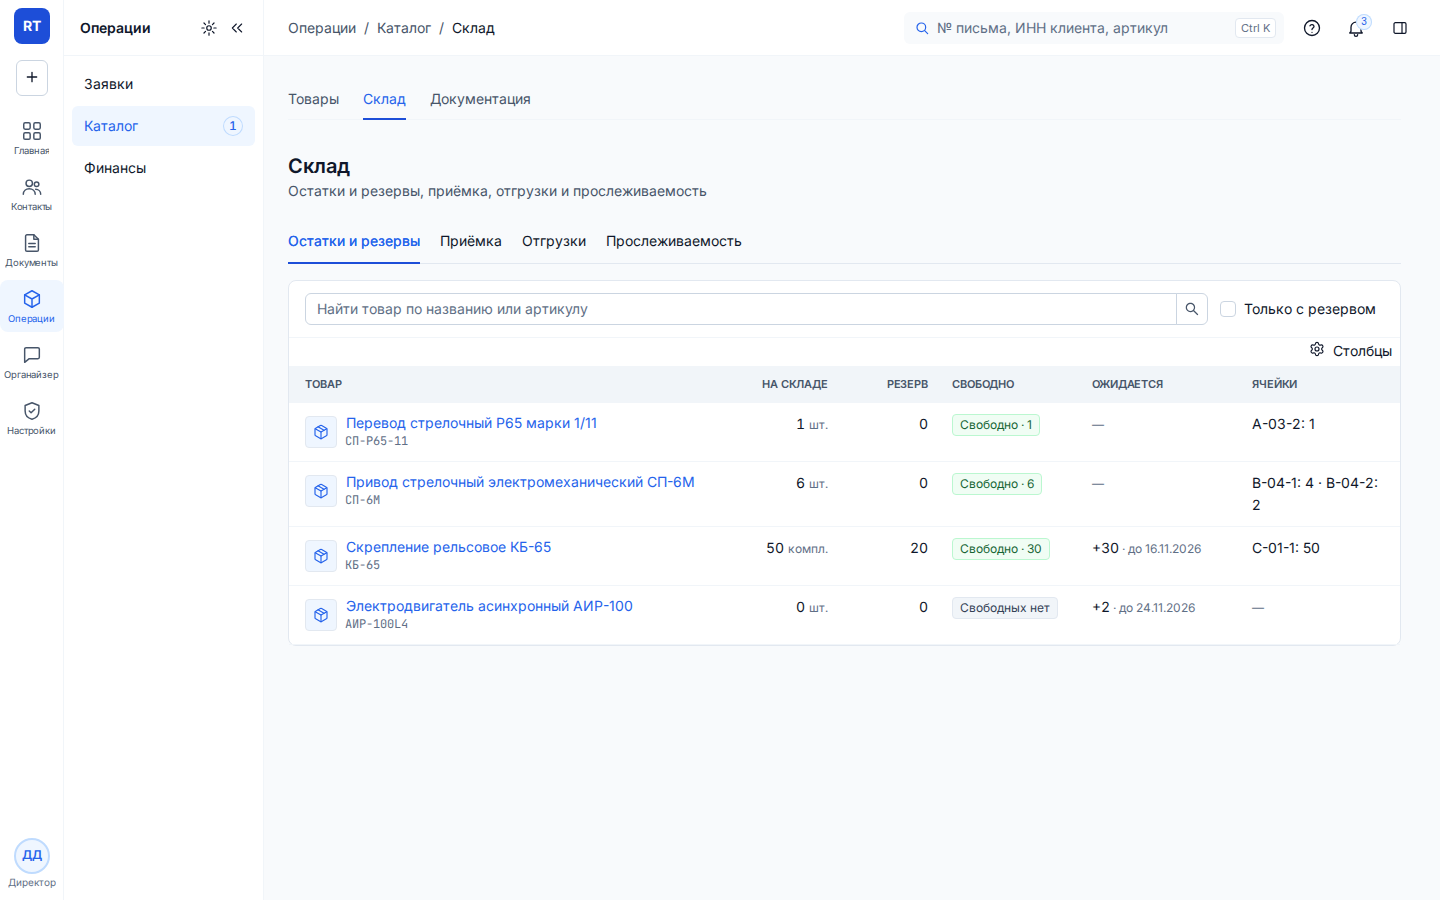 RT
Операции
Операции / Каталог / Склад
№ письма, ИНН клиента, артикул
Ctrl K
3
Главная
Контакты
Документы
Операции
Органайзер
Настройки
ДД
Директор
Заявки
Каталог
1
Финансы
Товары
Склад
Документация
Склад
Остатки и резервы, приёмка, отгрузки и прослеживаемость
Остатки и резервы
Приёмка
Отгрузки
Прослеживаемость
Найти товар по названию или артикулу
Только с резервом
Столбцы
ТОВАР НА СКЛАДЕ РЕЗЕРВ СВОБОДНО ОЖИДАЕТСЯ ЯЧЕЙКИ
Перевод стрелочный Р65 марки 1/11 1 шт. 0 Свободно · 1 — A-03-2: 1
СП-Р65-11
Привод стрелочный электромеханический СП-6М 6 шт. 0 Свободно · 6 — B-04-1: 4 · B-04-2:
2
СП-6М
Скрепление рельсовое КБ-65 50 компл. 20 Свободно · 30 +30 · до 16.11.2026 C-01-1: 50
КБ-65
Электродвигатель асинхронный АИР-100 0 шт. 0 Свободных нет +2 · до 24.11.2026 —
АИР-100L4